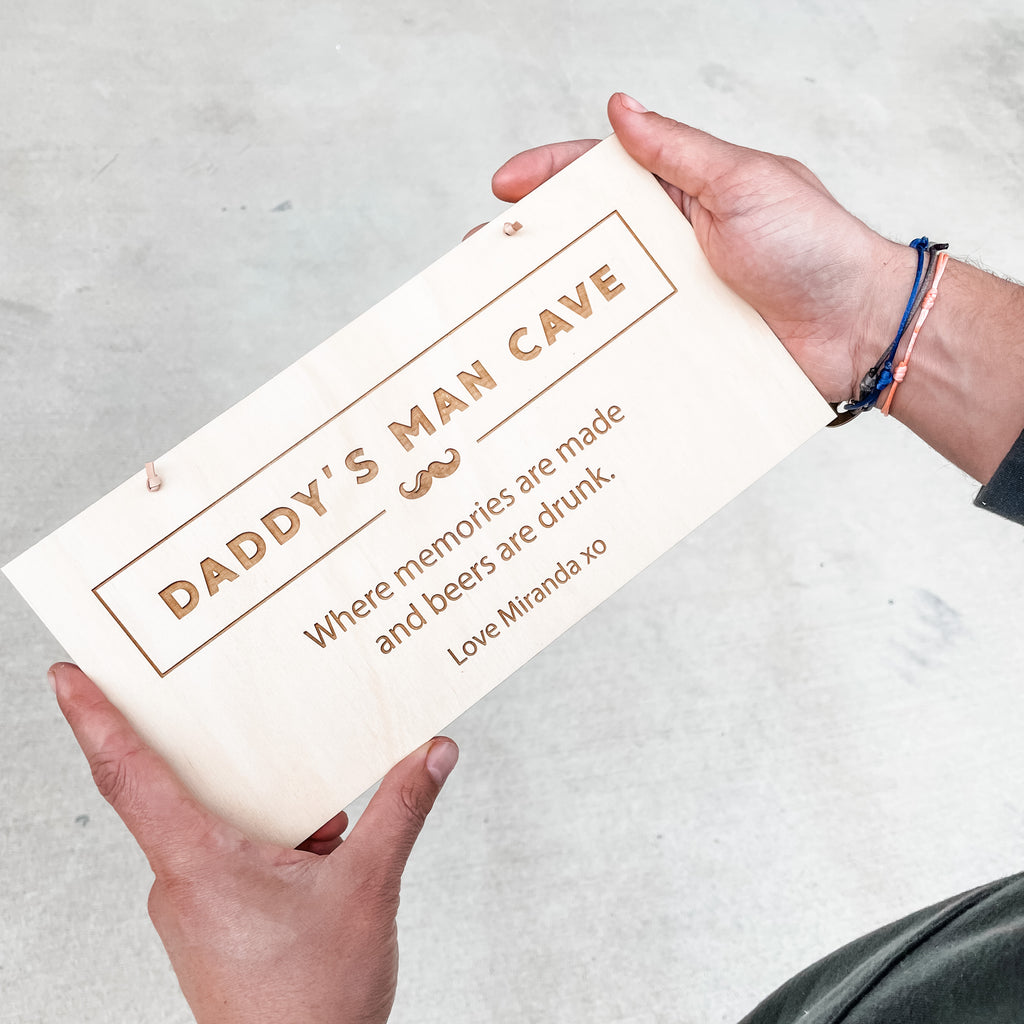 DADDY'S MAN CAVE
Where memories are made
and beers are drunk.
Love Miranda xo